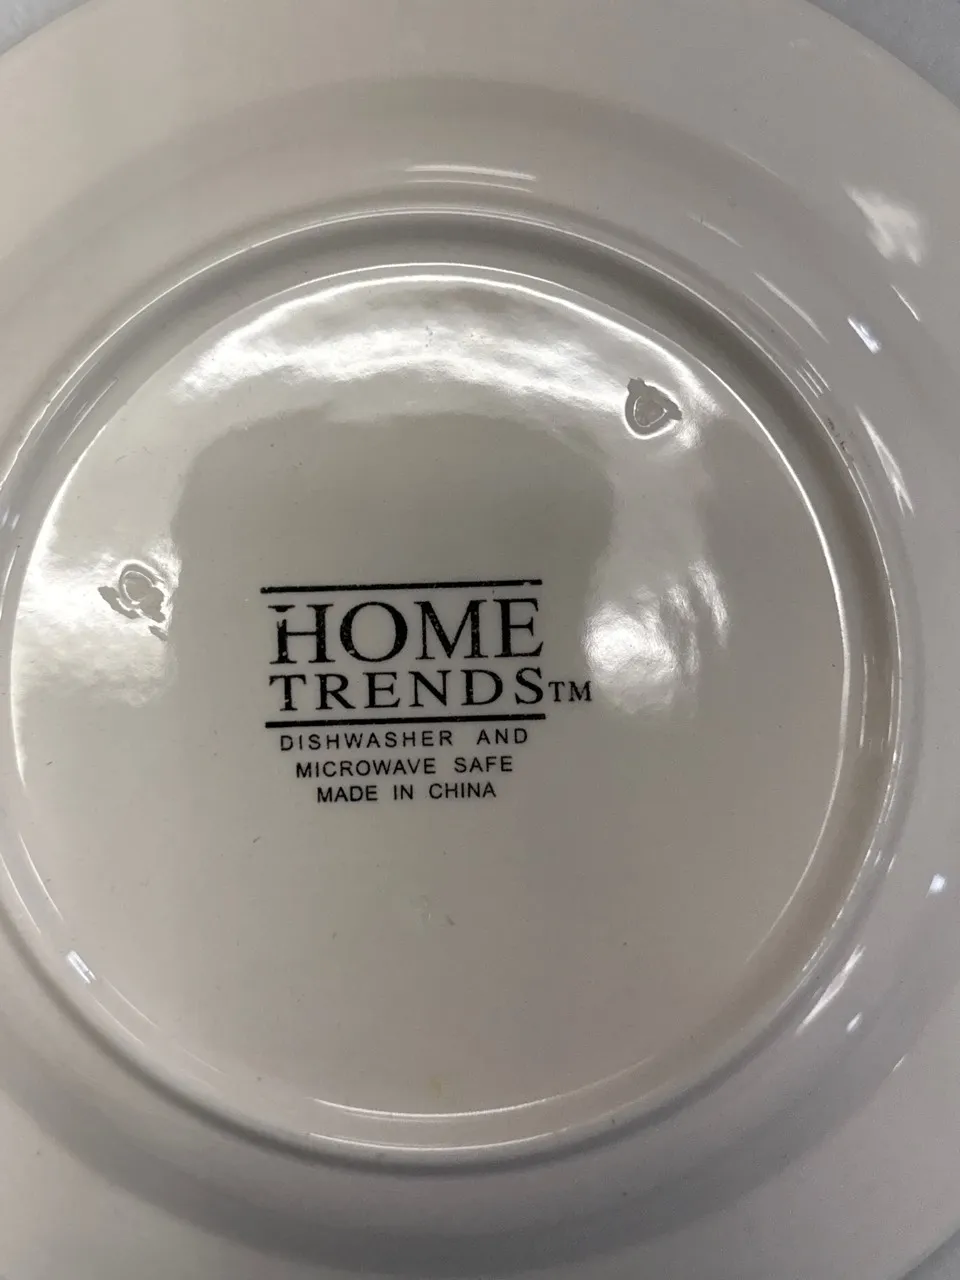 HOME
TRENDS™
DISHWASHER AND
MICROWAVE SAFE
MADE IN CHINA